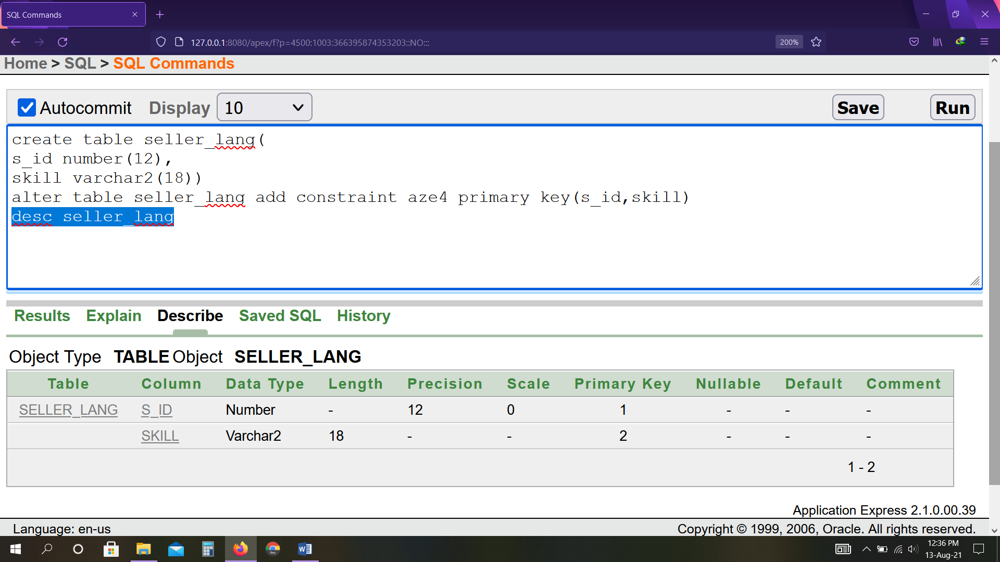 SQL Commands
127.0.0.1:8080/apex/f?p=4500:1003:366395874353203::NO:::
200%
Home > SQL > SQL Commands
Autocommit Display 10 Save Run
create table seller_lang(
s_id number(12),
skill varchar2(18))
alter table seller_lang add constraint aze4 primary key(s_id,skill)
desc seller_lang
Results Explain Describe Saved SQL History
Object Type TABLE Object SELLER_LANG
Table Column Data Type Length Precision Scale Primary Key Nullable Default Comment
SELLER_LANG S_ID Number - 12 0 1 - - -
SKILL Varchar2 18 - - 2 - - -
1 - 2
Application Express 2.1.0.00.39
Language: en-us Copyright © 1999, 2006, Oracle. All rights reserved.
12:36 PM
13-Aug-21